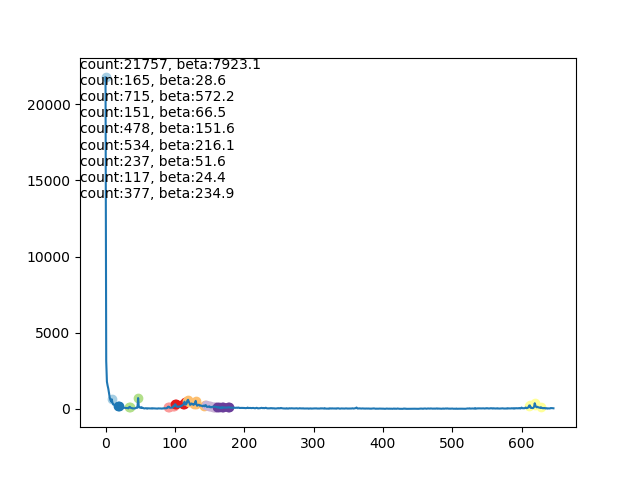 count:21757, beta:7923.1
count:165, beta:28.6
count:715, beta:572.2
count:151, beta:66.5
count:478, beta:151.6
count:534, beta:216.1
count:237, beta:51.6
count:117, beta:24.4
count:377, beta:234.9
20000
15000
10000
5000
0
0 100 200 300 400 500 600